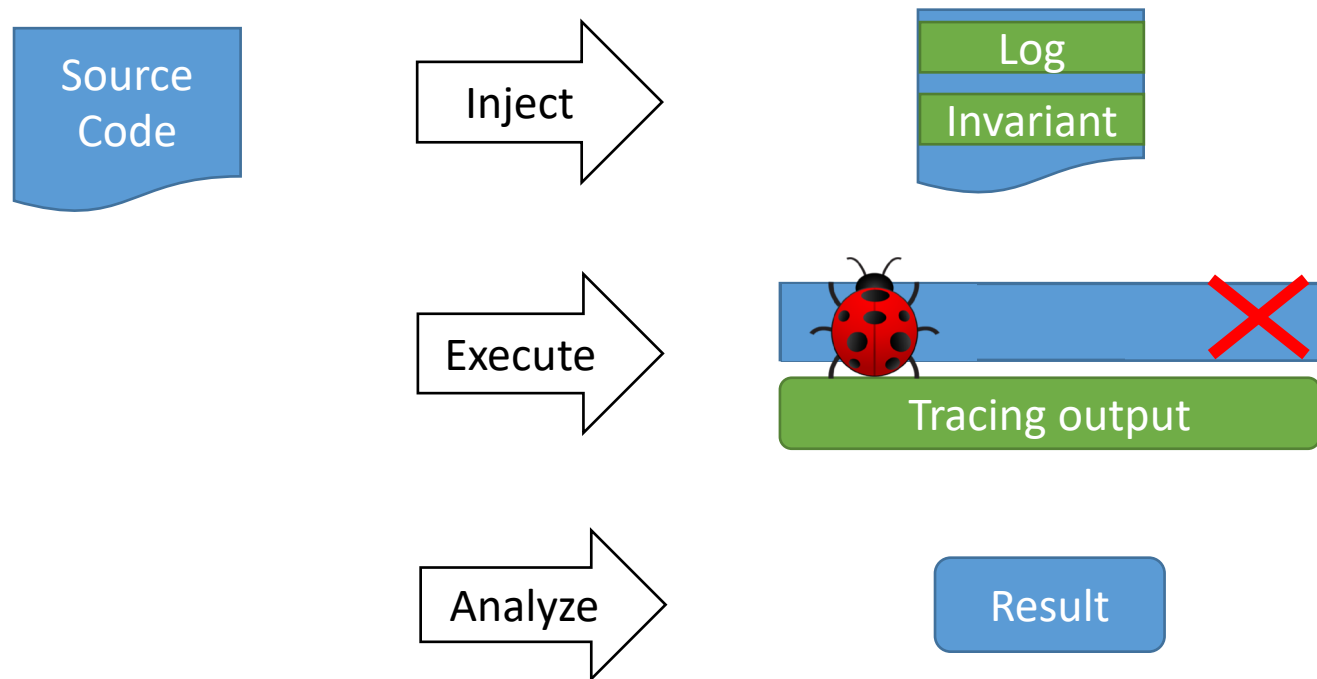 Source
Code
Inject
Log
Invariant
Execute
Tracing output
Analyze
Result